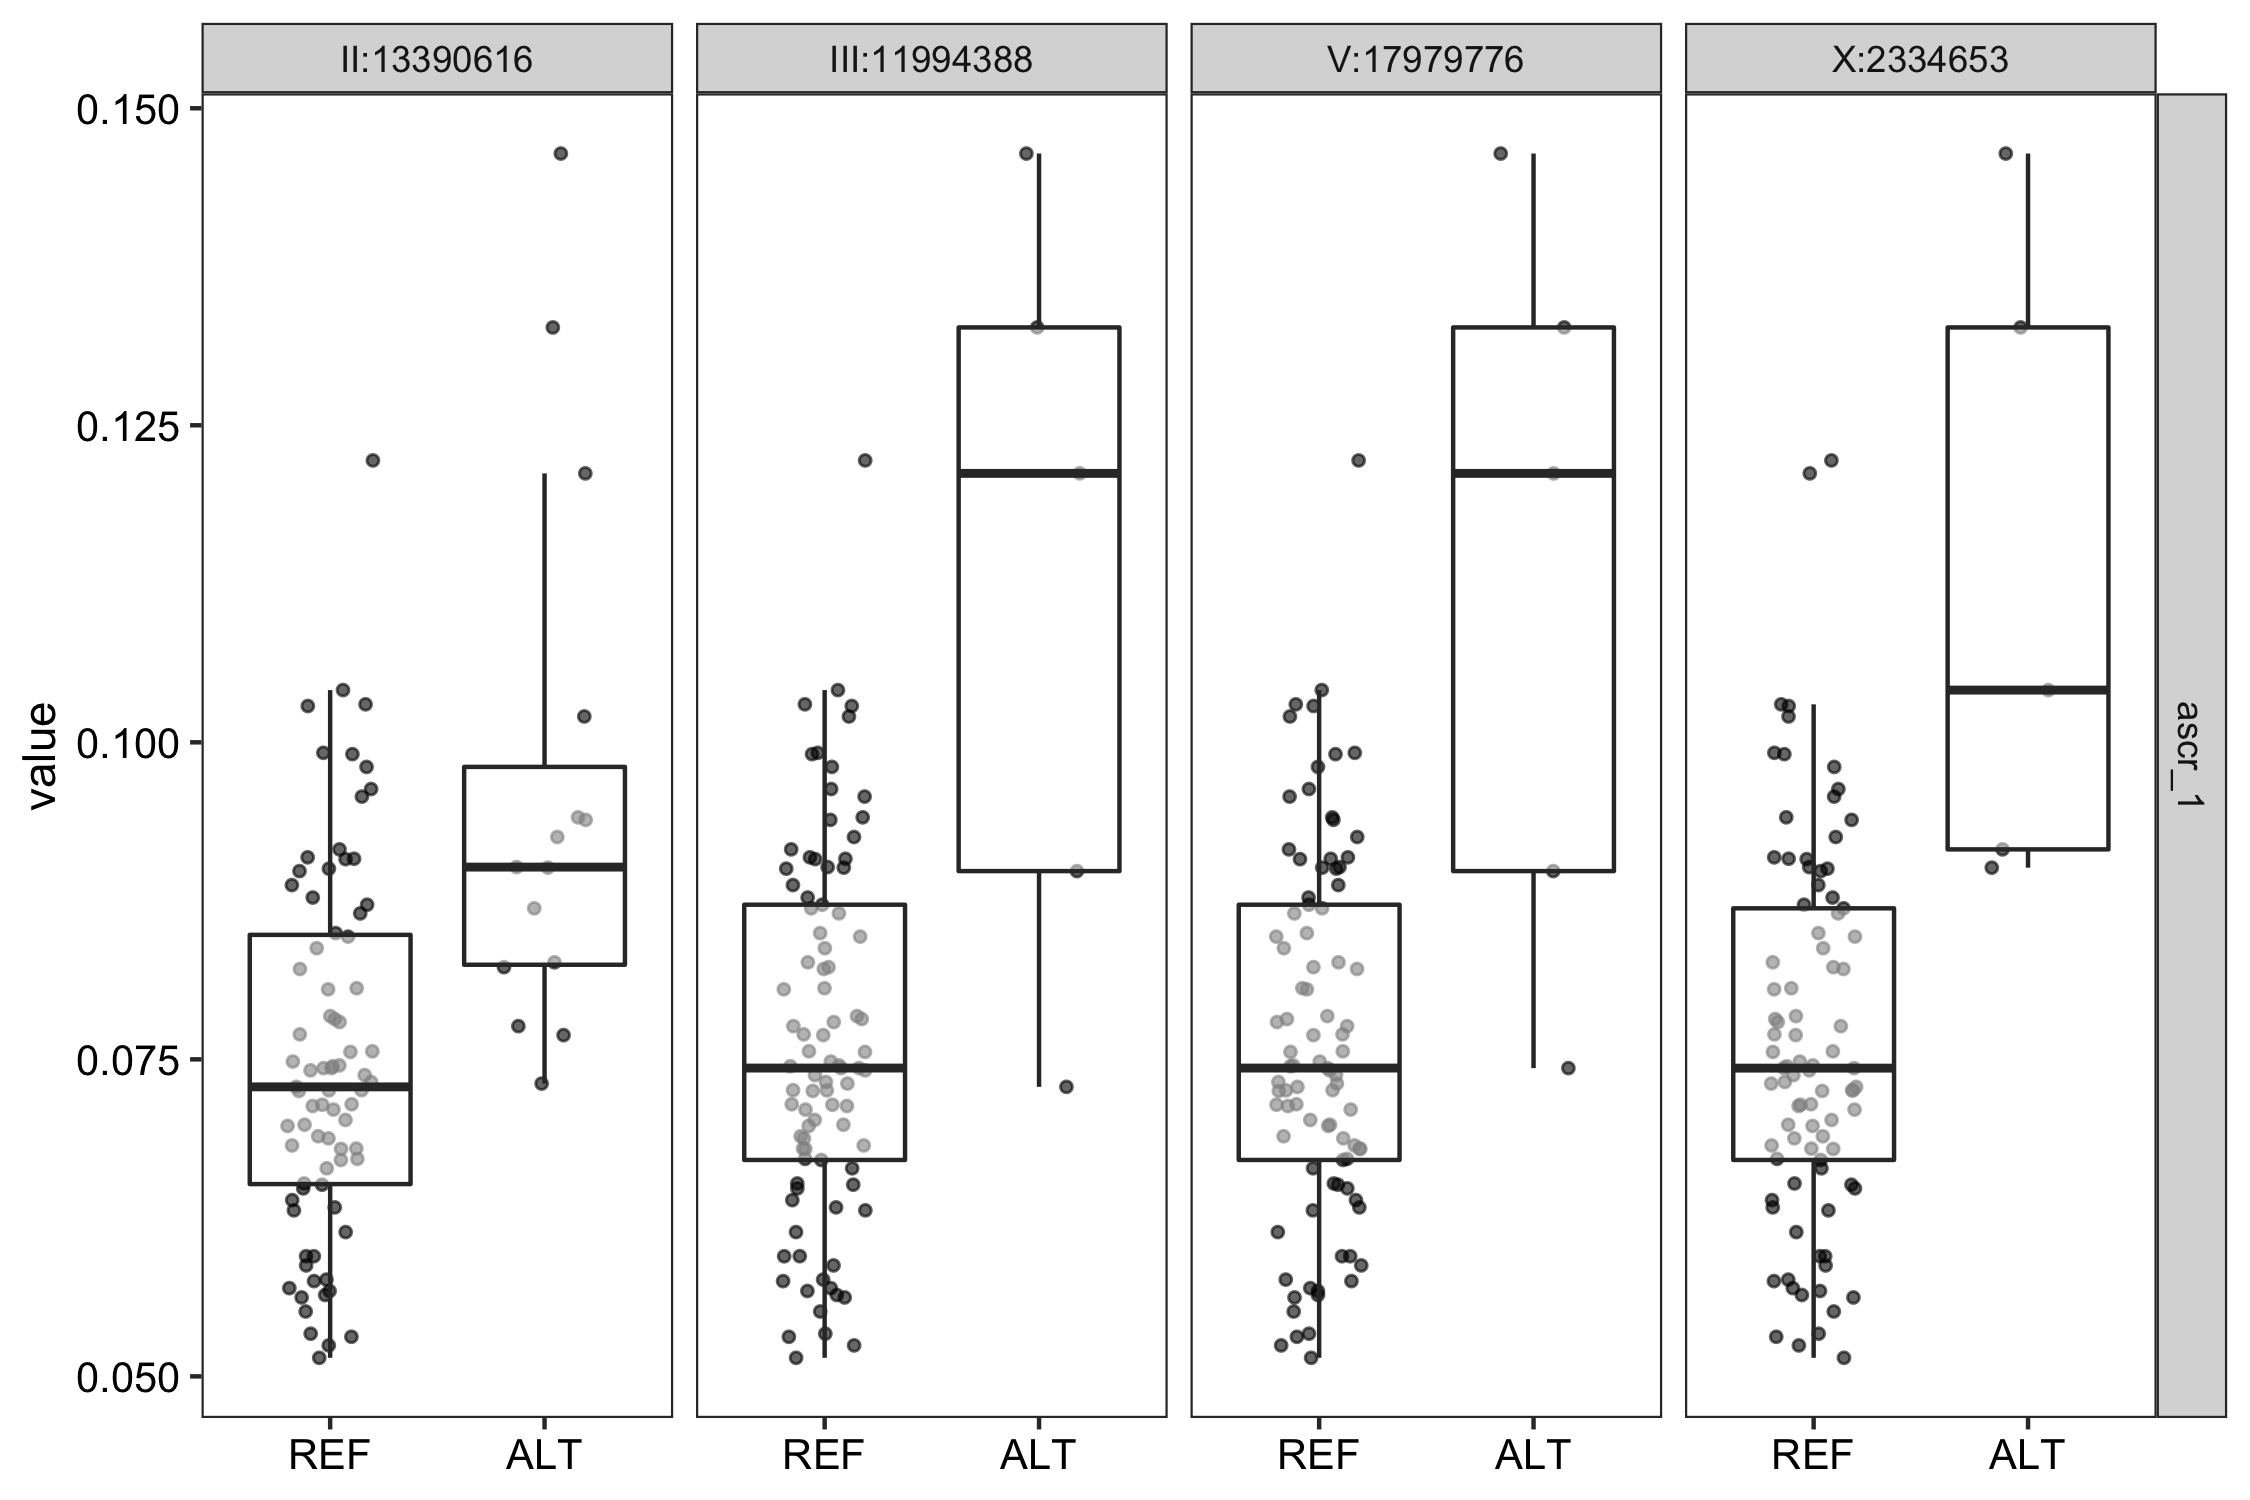 II:13390616 III:11994388 V:17979776 X:2334653
0.150
0.125
0.100
0.075
0.050
value
ascr_1
REF ALT REF ALT REF ALT REF ALT